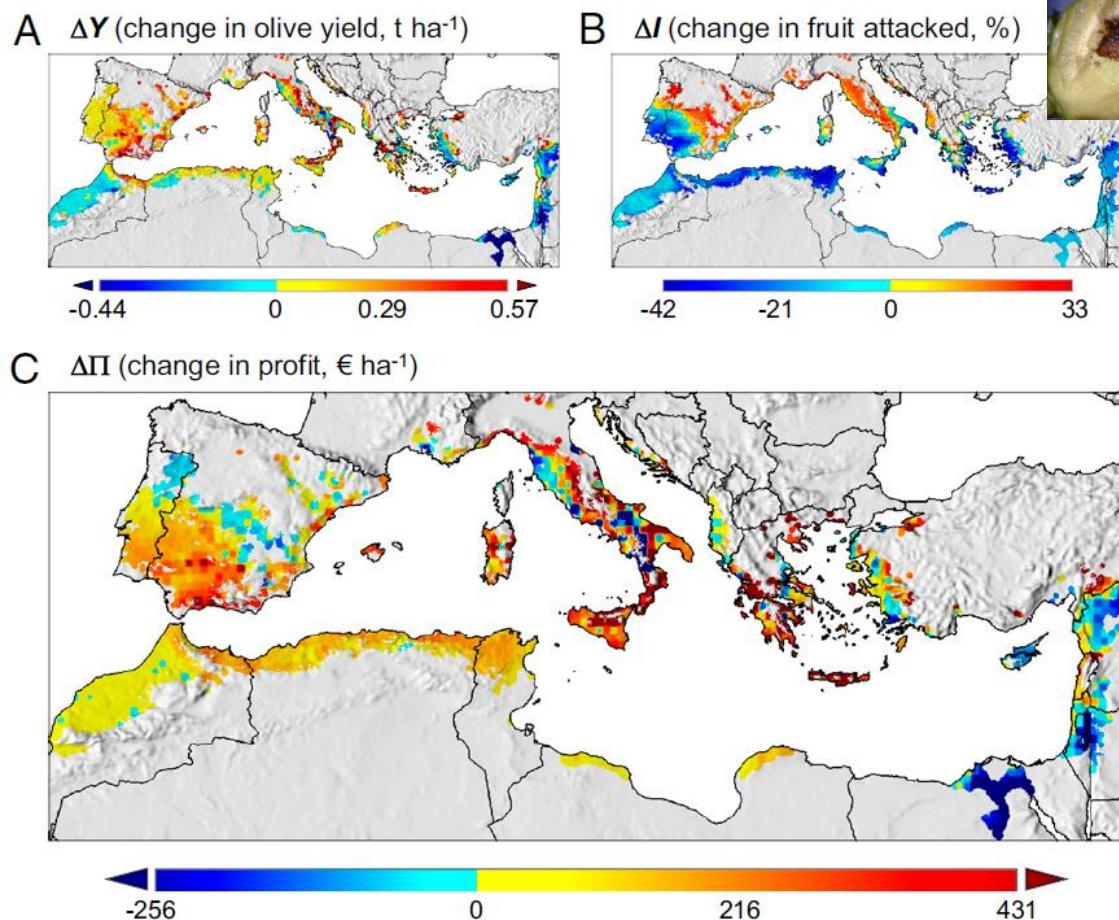 A ΔY (change in olive yield, t ha⁻¹)
-0.44 0 0.29 0.57
B ΔI (change in fruit attacked, %)
-42 -21 0 33
C ΔΠ (change in profit, € ha⁻¹)
-256 0 216 431